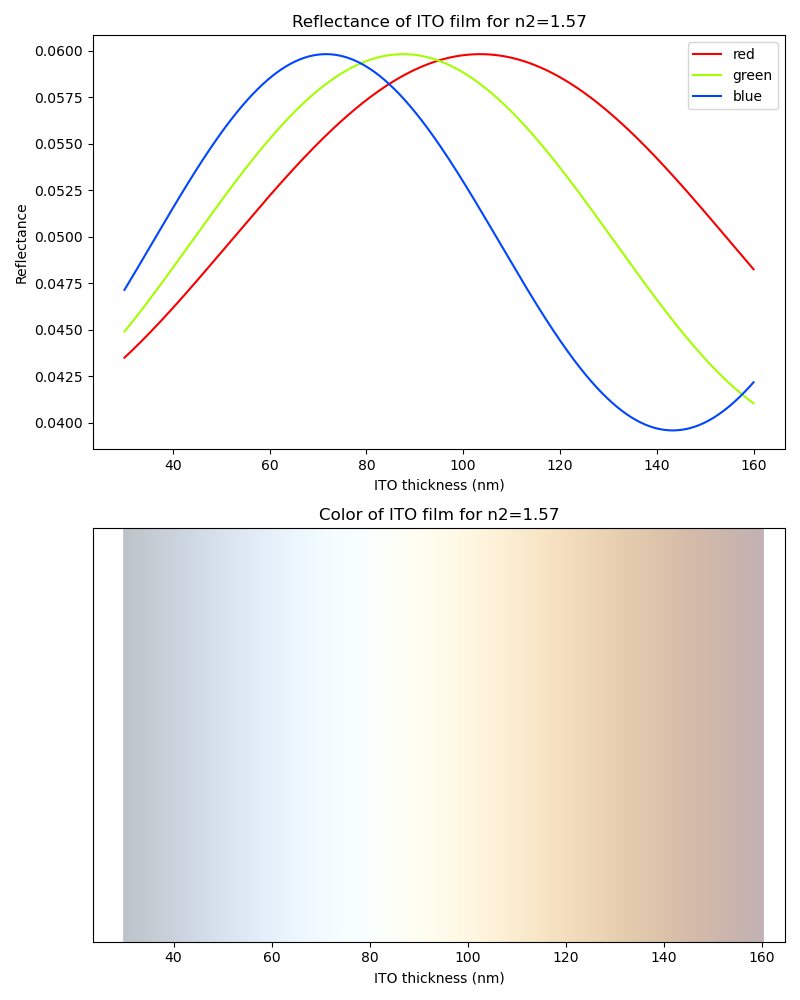 Reflectance of ITO film for n2=1.57
red
green
blue
0.0600
0.0575
0.0550
0.0525
0.0500
0.0475
0.0450
0.0425
0.0400
Reflectance
40 60 80 100 120 140 160
ITO thickness (nm)
Color of ITO film for n2=1.57
40 60 80 100 120 140 160
ITO thickness (nm)